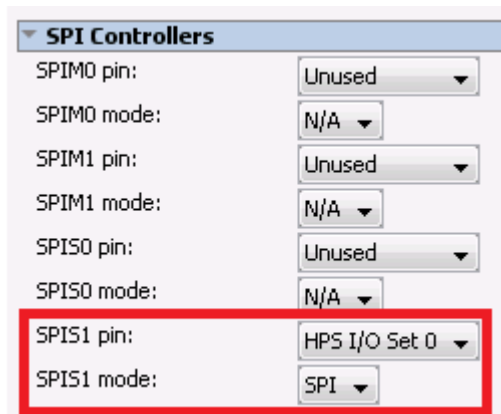 SPI Controllers
SPIM0 pin: Unused
SPIM0 mode: N/A
SPIM1 pin: Unused
SPIM1 mode: N/A
SPIS0 pin: Unused
SPIS0 mode: N/A
SPIS1 pin: HPS I/O Set 0
SPIS1 mode: SPI